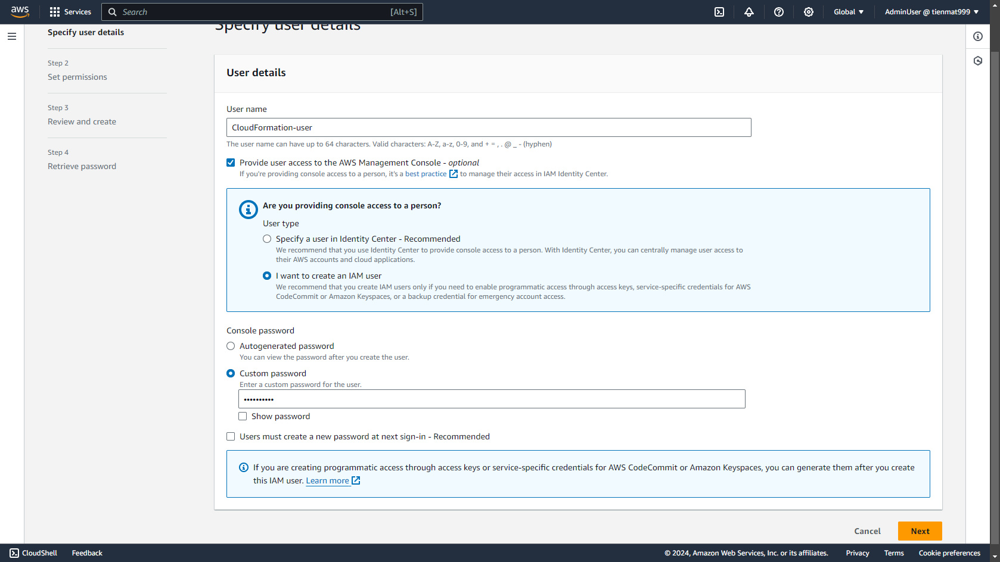 aws
Services
Search
[Alt+S]
Global
AdminUser @ tienmat999
Specify user details
Step 2
Set permissions
Step 3
Review and create
Step 4
Retrieve password
Specify user details
User details
User name
CloudFormation-user
The user name can have up to 64 characters. Valid characters: A-Z, a-z, 0-9, and + = , . @ _ - (hyphen)
Provide user access to the AWS Management Console - optional
If you're providing console access to a person, it's a best practice to manage their access in IAM Identity Center.
Are you providing console access to a person?
User type
Specify a user in Identity Center - Recommended
We recommend that you use Identity Center to provide console access to a person. With Identity Center, you can centrally manage user access to
their AWS accounts and cloud applications.
I want to create an IAM user
We recommend that you create IAM users only if you need to enable programmatic access through access keys, service-specific credentials for AWS
CodeCommit or Amazon Keyspaces, or a backup credential for emergency account access.
Console password
Autogenerated password
You can view the password after you create the user.
Custom password
Enter a custom password for the user.
••••••••••
Show password
Users must create a new password at next sign-in - Recommended
If you are creating programmatic access through access keys or service-specific credentials for AWS CodeCommit or Amazon Keyspaces, you can generate them after you create
this IAM user. Learn more
Cancel
Next
CloudShell
Feedback
© 2024, Amazon Web Services, Inc. or its affiliates.
Privacy
Terms
Cookie preferences